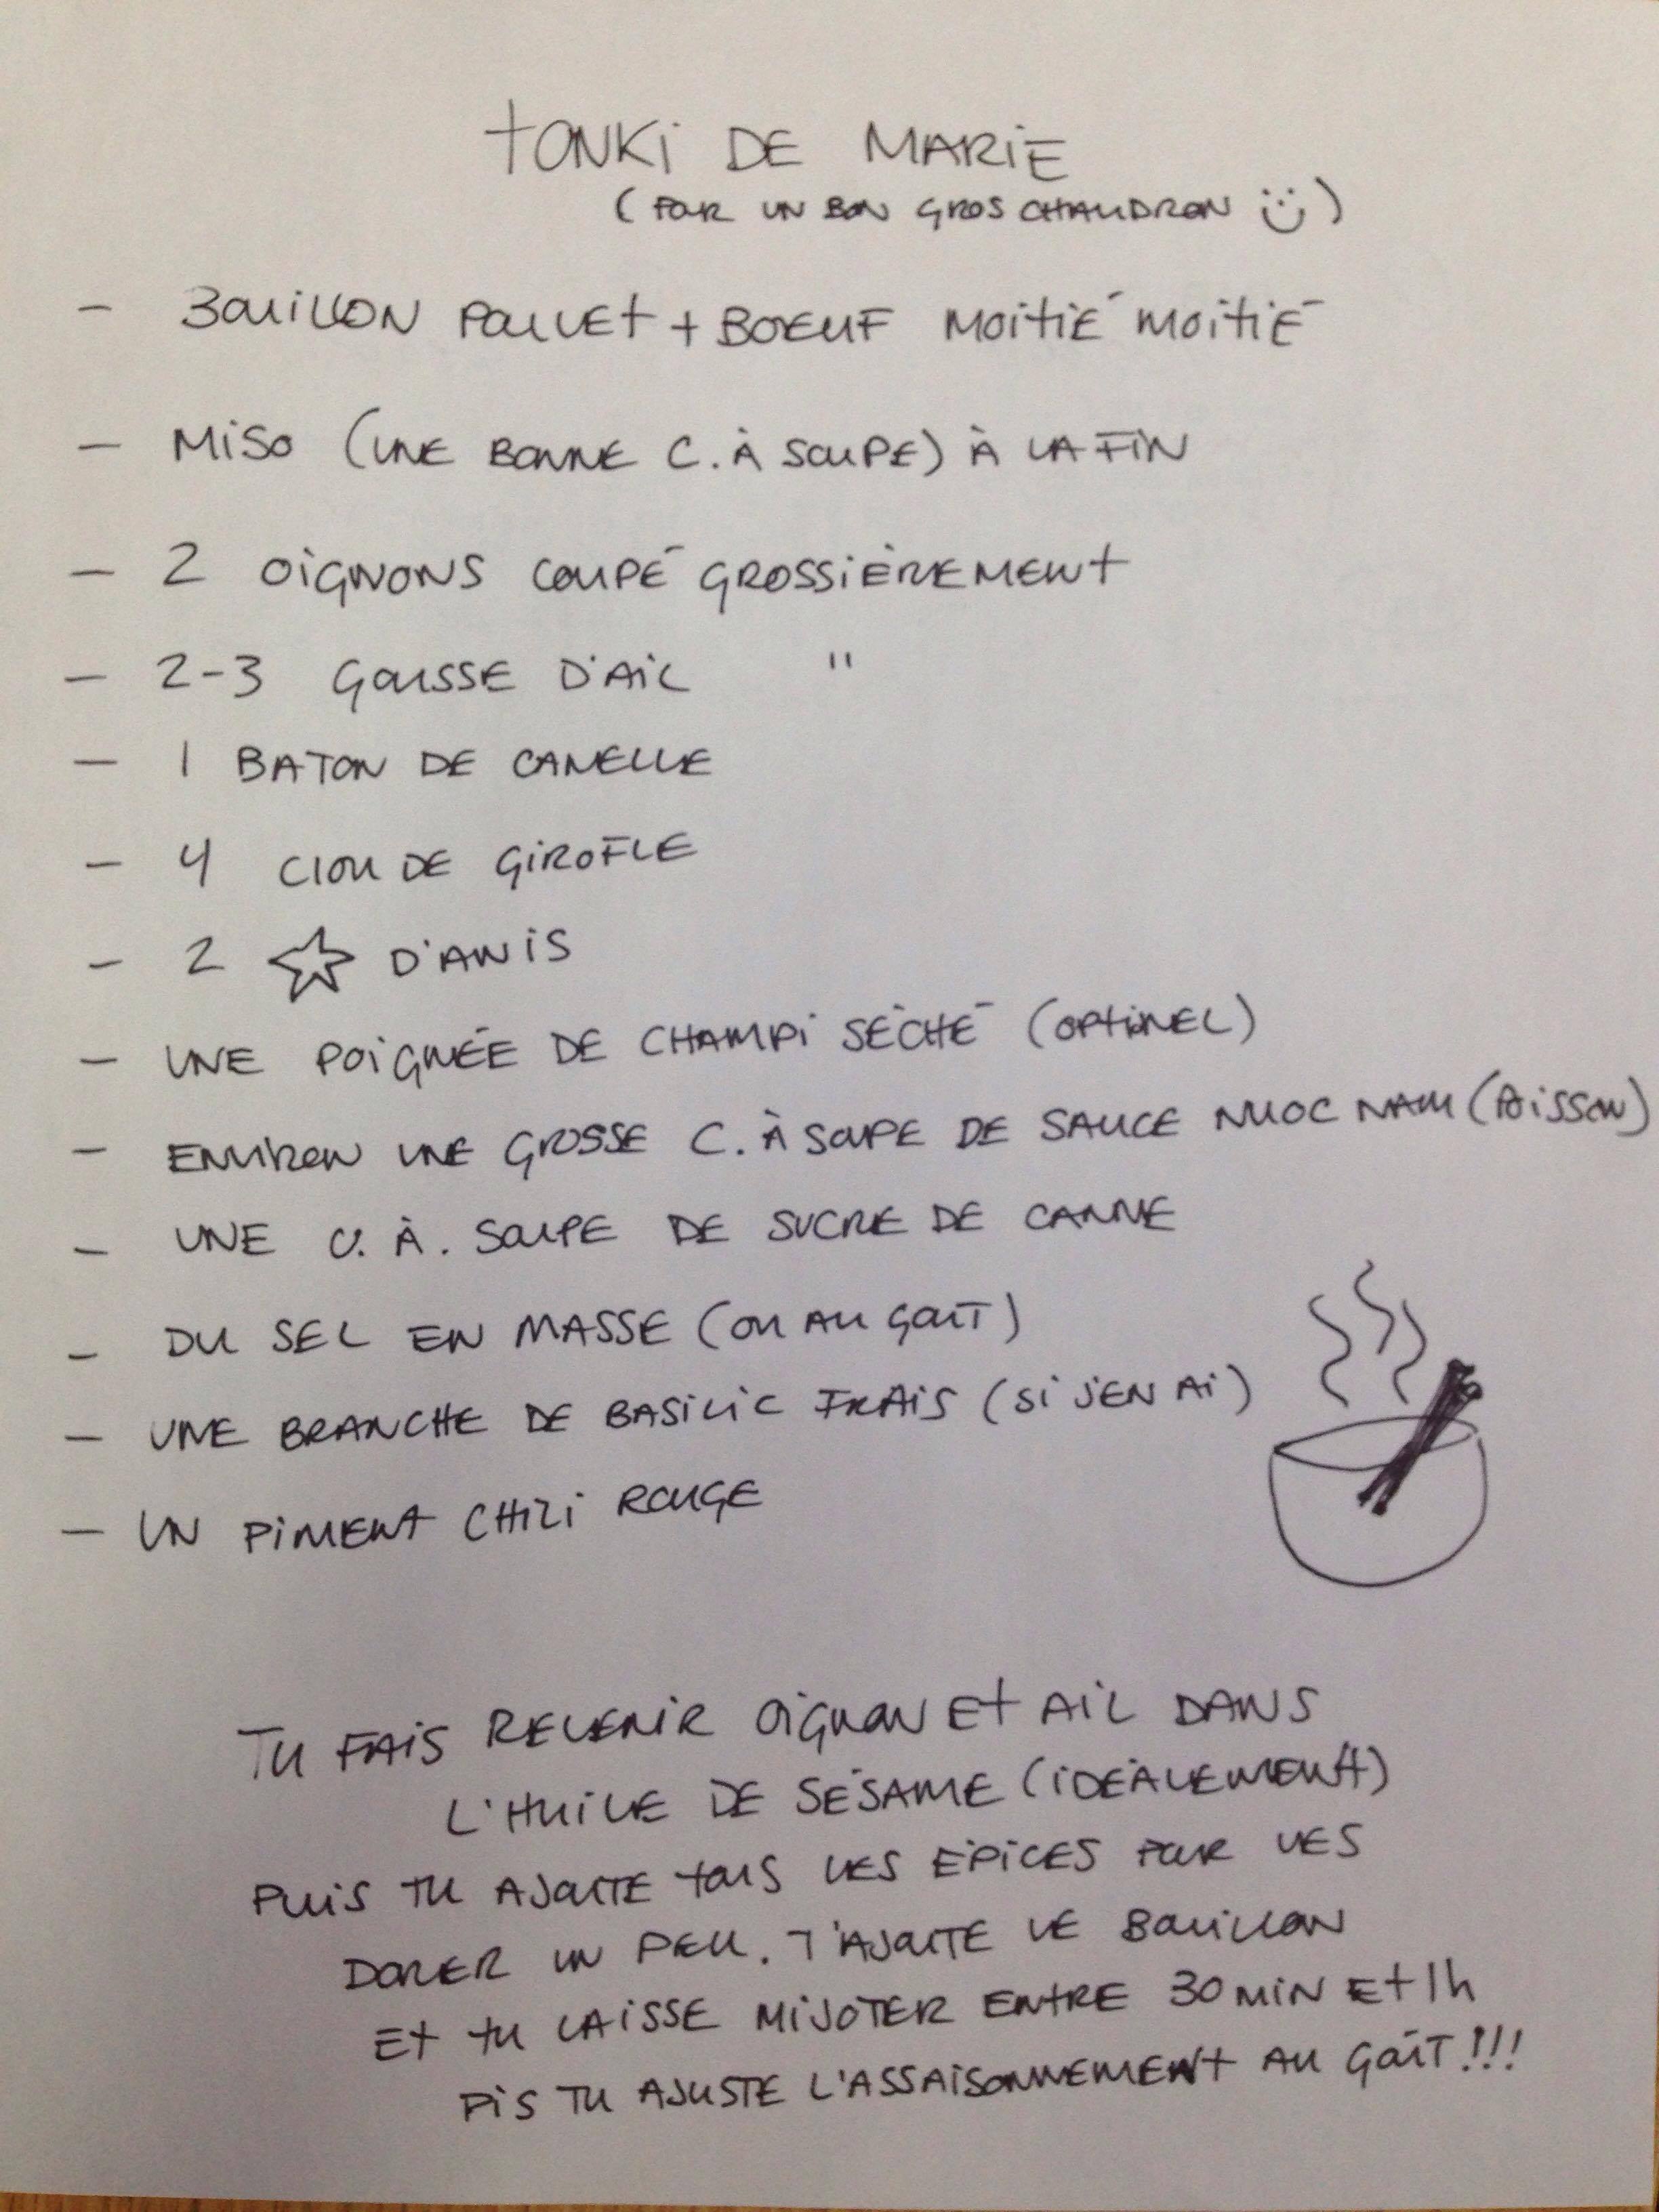 TONKI DE MARIE
(POUR UN BON GROS CHAUDRON Ü)
- BOUILLON POULLET + BOEUF MOITIÉ MOITIÉ
- MISO (UNE BONNE C. À SOUPE) À LA FIN
- 2 OIGNONS COUPÉ GROSSIÈREMENT
- 2-3 GOUSSE D'AIL "
- 1 BATON DE CANELLE
- 4 CLOU DE GIROFLE
- 2 ☆ D'ANIS
- UNE POIGNÉE DE CHAMPI SÉCHÉ (OPTIONEL)
- ENVIRON UNE GROSSE C. À SOUPE DE SAUCE NUOC NAM (POISSON)
- UNE C. À. SOUPE DE SUCRE DE CANNE
- DU SEL EN MASSE (OU AU GOUT)
- UNE BRANCHE DE BASILIC FRAIS (SI J'EN AI)
- UN PIMENT CHILI ROUGE
TU FAIS REVENIR OIGNON ET AIL DANS
L'HUILE DE SÉSAME (IDÉALEMENT)
PUIS TU AJOUTE TOUS LES ÉPICES POUR LES
DORER UN PEU. T'AJOUTE LE BOUILLON
ET TU LAISSE MIJOTER ENTRE 30 MIN ET 1h
PIS TU AJUSTE L'ASSAISONNEMENT AU GOÛT!!!